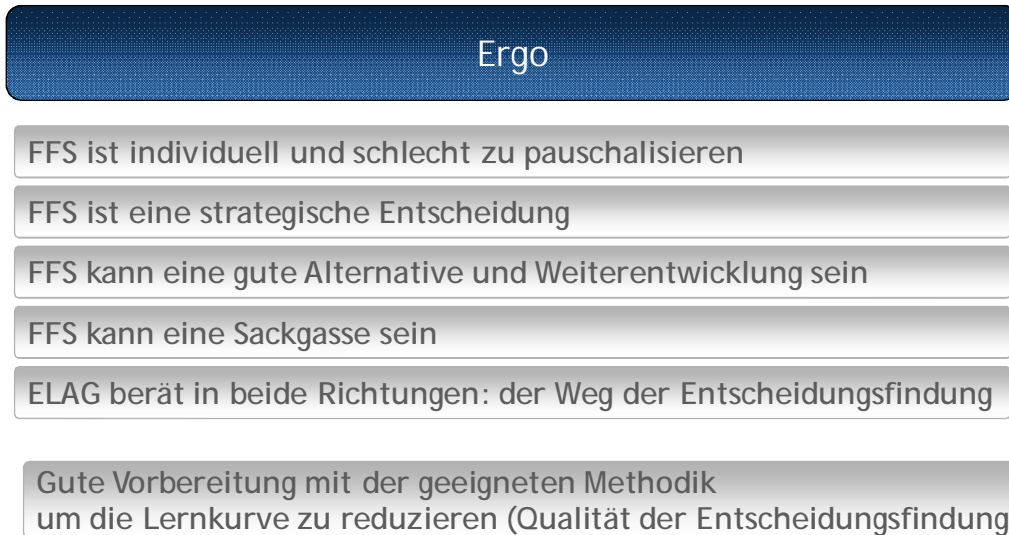 Ergo
FFS ist individuell und schlecht zu pauschalisieren
FFS ist eine strategische Entscheidung
FFS kann eine gute Alternative und Weiterentwicklung sein
FFS kann eine Sackgasse sein
ELAG berät in beide Richtungen: der Weg der Entscheidungsfindung
Gute Vorbereitung mit der geeigneten Methodik
um die Lernkurve zu reduzieren (Qualität der Entscheidungsfindung